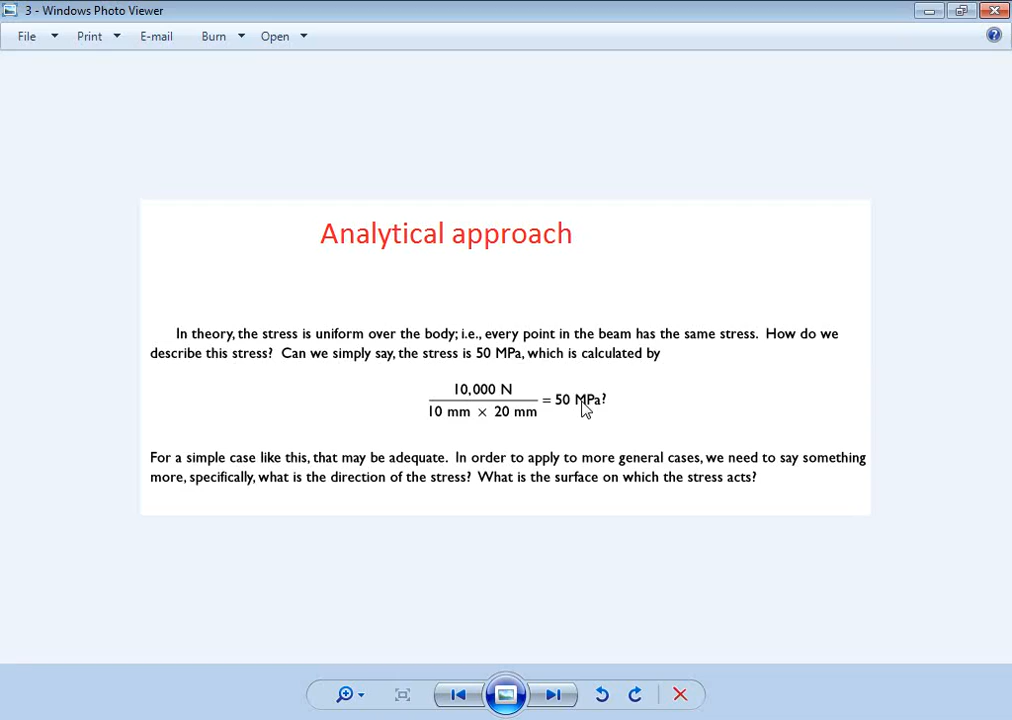 3 - Windows Photo Viewer
File Print E-mail Burn Open
Analytical approach
In theory, the stress is uniform over the body; i.e., every point in the beam has the same stress. How do we
describe this stress? Can we simply say, the stress is 50 MPa, which is calculated by
10,000 N
10 mm × 20 mm = 50 MPa?
For a simple case like this, that may be adequate. In order to apply to more general cases, we need to say something
more, specifically, what is the direction of the stress? What is the surface on which the stress acts?